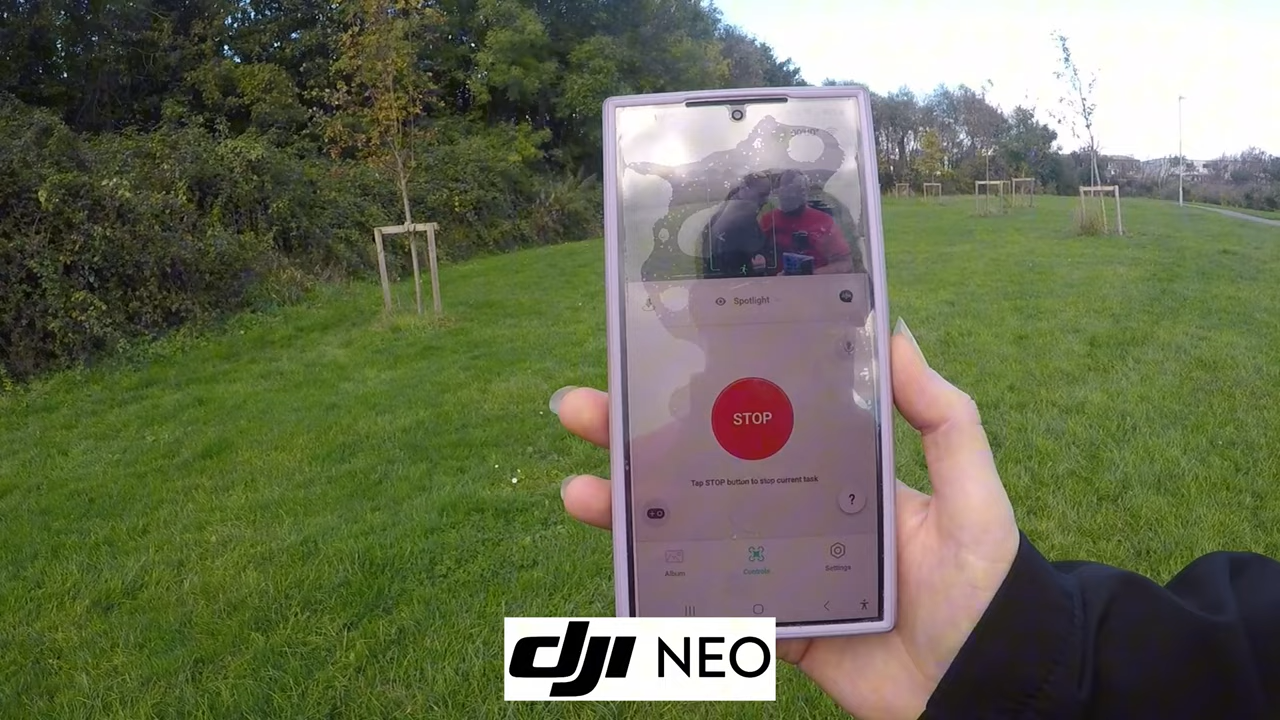 Spotlight
STOP
Tap STOP button to stop current task
?
Album
Controls
Settings
dji NEO